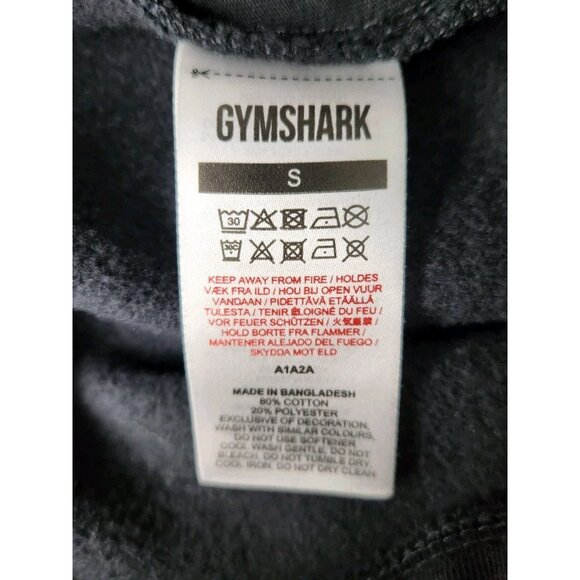 GYMSHARK
S
30
30C
KEEP AWAY FROM FIRE / HOLDES
VÆK FRA ILD / HOU BIJ OPEN VUUR
VANDAAN / PIDETTÄVÄ ETÄÄLLÄ
TULESTA / TENIR ÉLOIGNÉ DU FEU /
VOR FEUER SCHÜTZEN / 火気厳禁 /
HOLD BORTE FRA FLAMMER /
MANTENER ALEJADO DEL FUEGO /
SKYDDA MOT ELD
A1A2A
MADE IN BANGLADESH
80% COTTON
20% POLYESTER
EXCLUSIVE OF DECORATION,
WASH WITH SIMILAR COLOURS,
DO NOT USE SOFTENER
COOL WASH GENTLE, DO NOT
BLEACH, DO NOT TUMBLE DRY,
COOL IRON, DO NOT DRY CLEAN